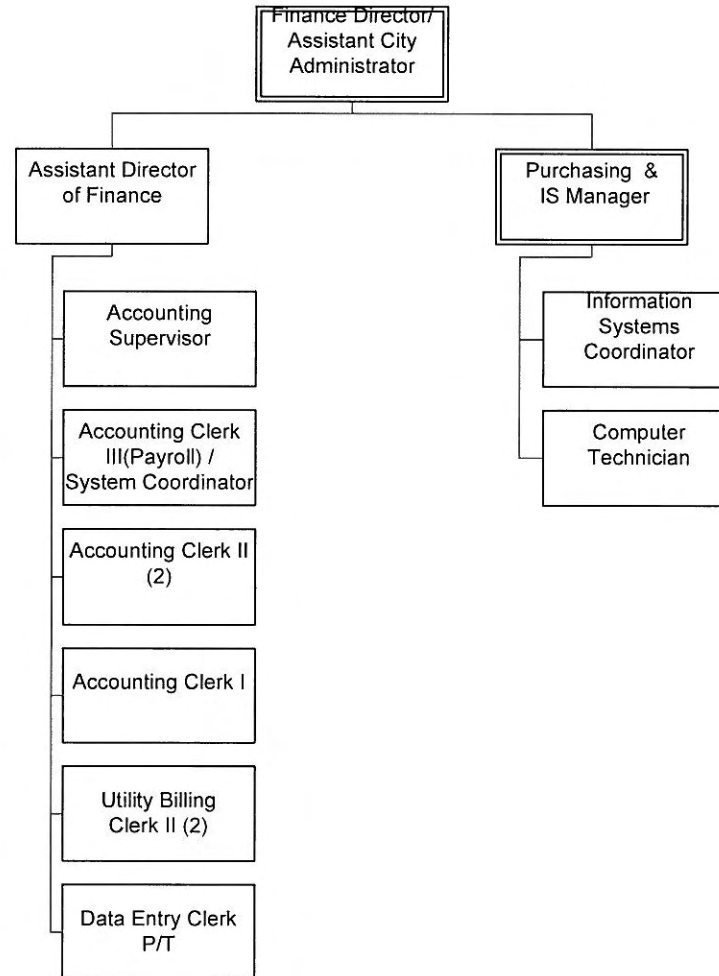 Finance Director/
Assistant City
Administrator
Assistant Director
of Finance
Purchasing &
IS Manager
Accounting
Supervisor
Information
Systems
Coordinator
Accounting Clerk
III(Payroll) /
System Coordinator
Computer
Technician
Accounting Clerk II
(2)
Accounting Clerk I
Utility Billing
Clerk II (2)
Data Entry Clerk
P/T